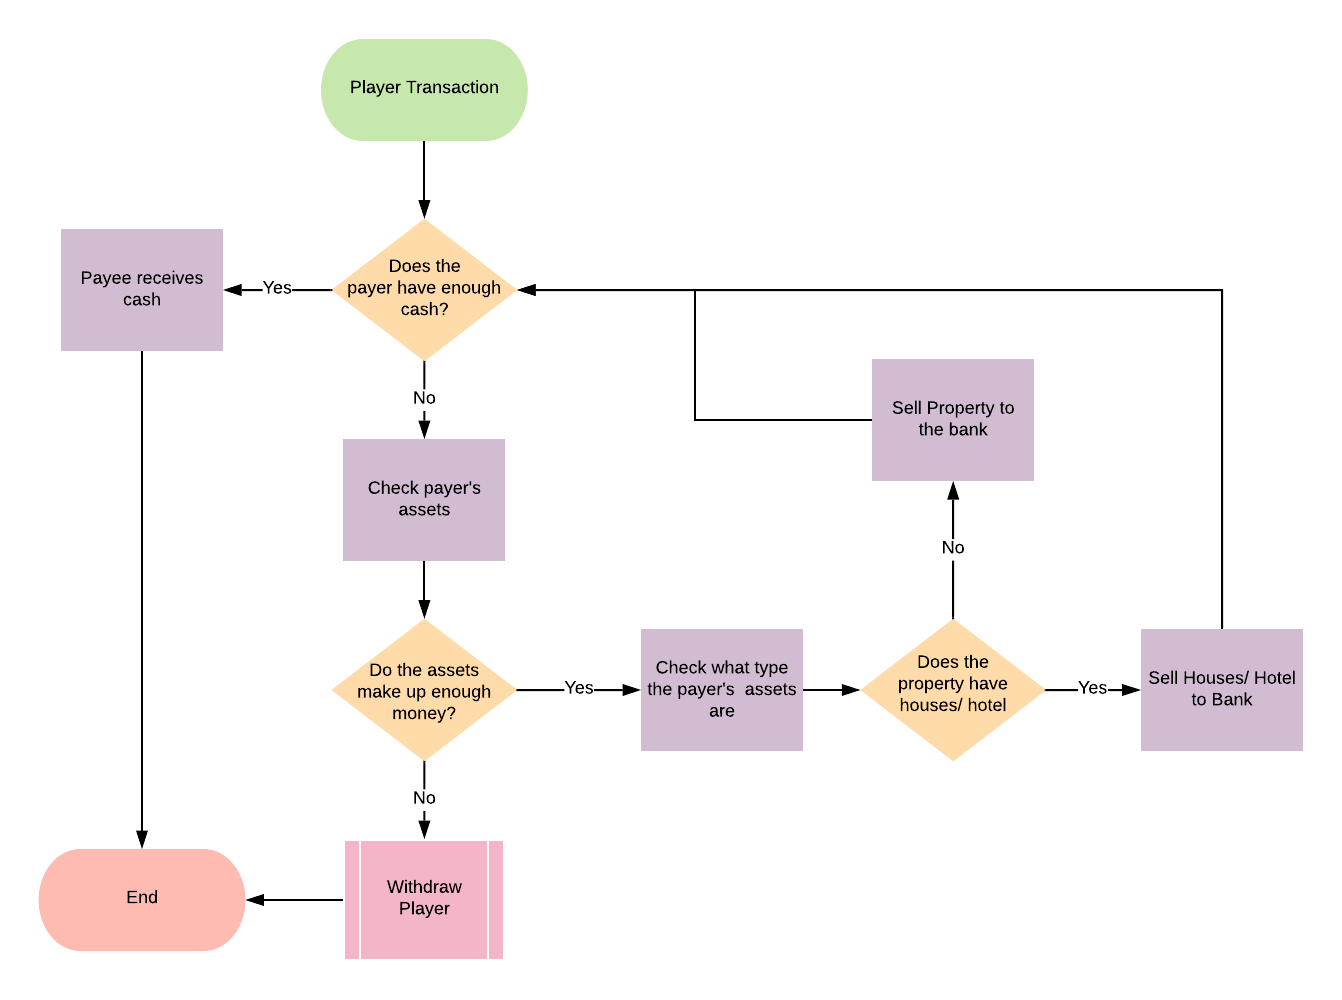 Player Transaction
Does the
payer have enough
cash?
Yes
Payee receives
cash
No
Check payer's
assets
Sell Property to
the bank
No
Do the assets
make up enough
money?
Yes
Check what type
the payer's  assets
are
Does the
property have
houses/ hotel
Yes
Sell Houses/ Hotel
to Bank
No
Withdraw
Player
End